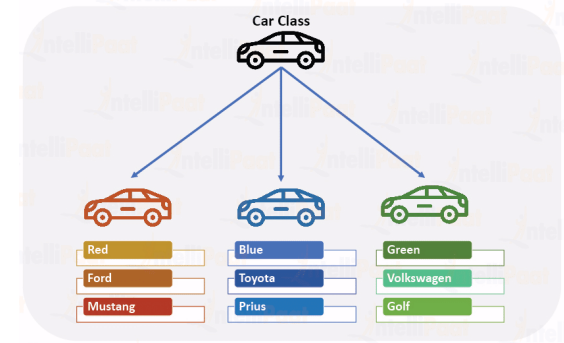 Car Class
Red
Ford
Mustang
Blue
Toyota
Prius
Green
Volkswagen
Golf